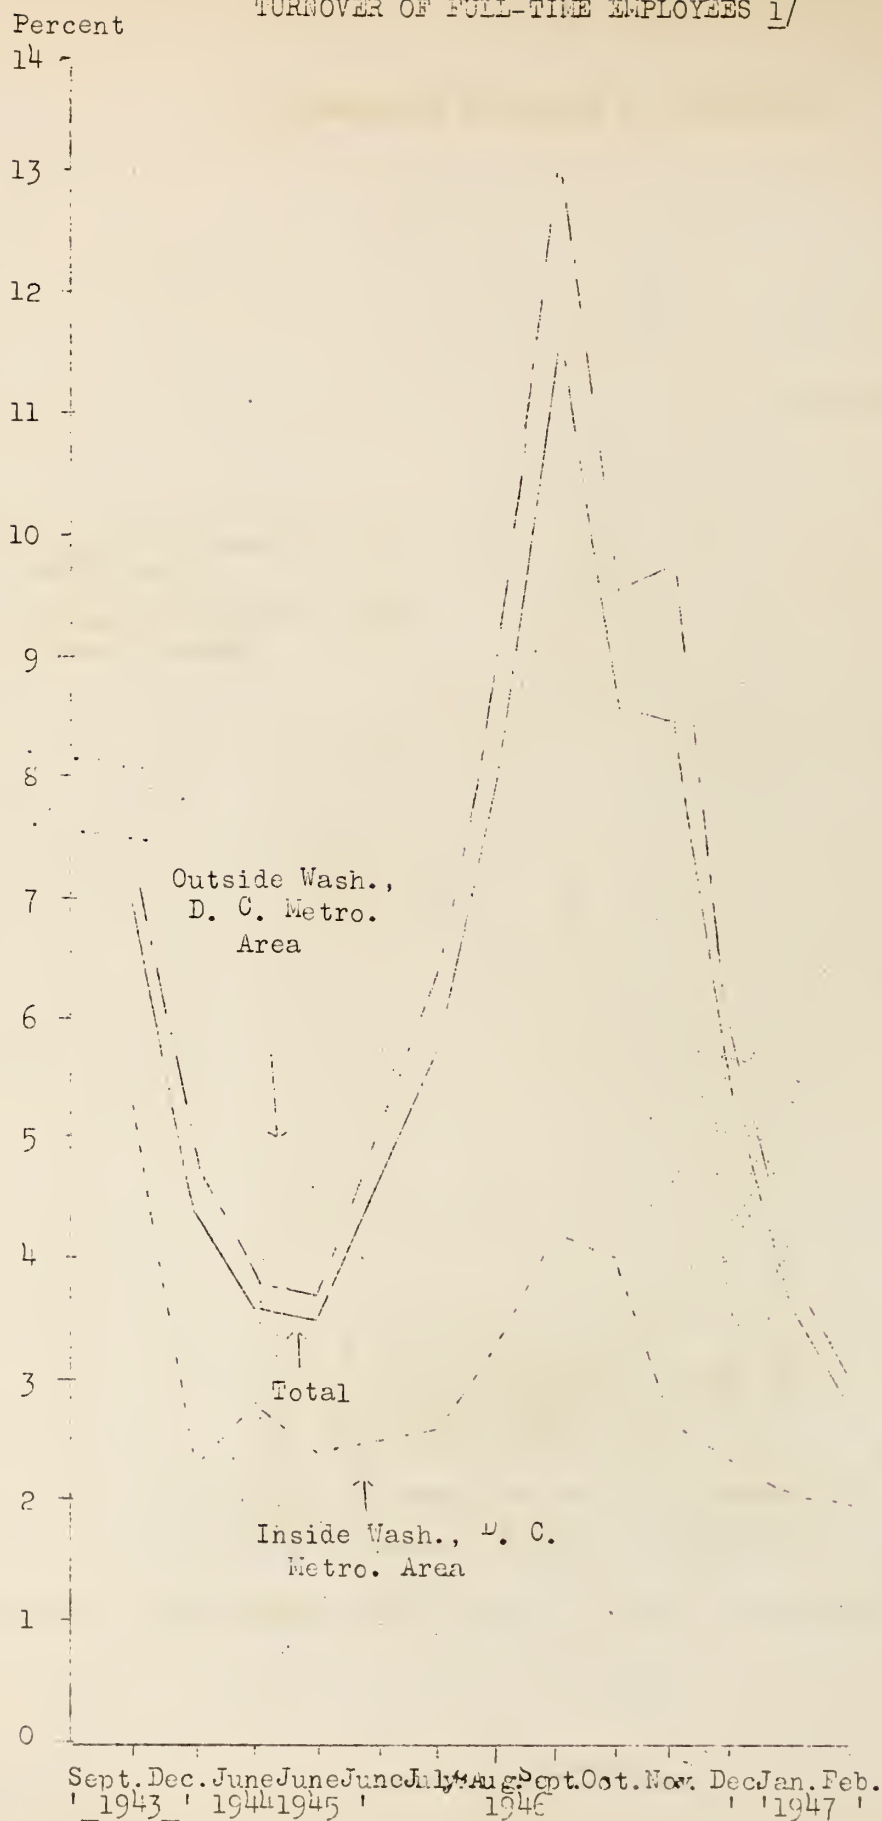 TURNOVER OF FULL-TIME EMPLOYEES 1/
Percent
14
13
12
11
10
9
8
7
6
5
4
3
2
1
0
Outside Wash.,
D. C. Metro.
Area
Total
Inside Wash., D. C.
Metro. Area
Sept. Dec. June June June July Aug. Sept. Oct. Nov. Dec Jan. Feb.
1943 1944 1945 1946 1947